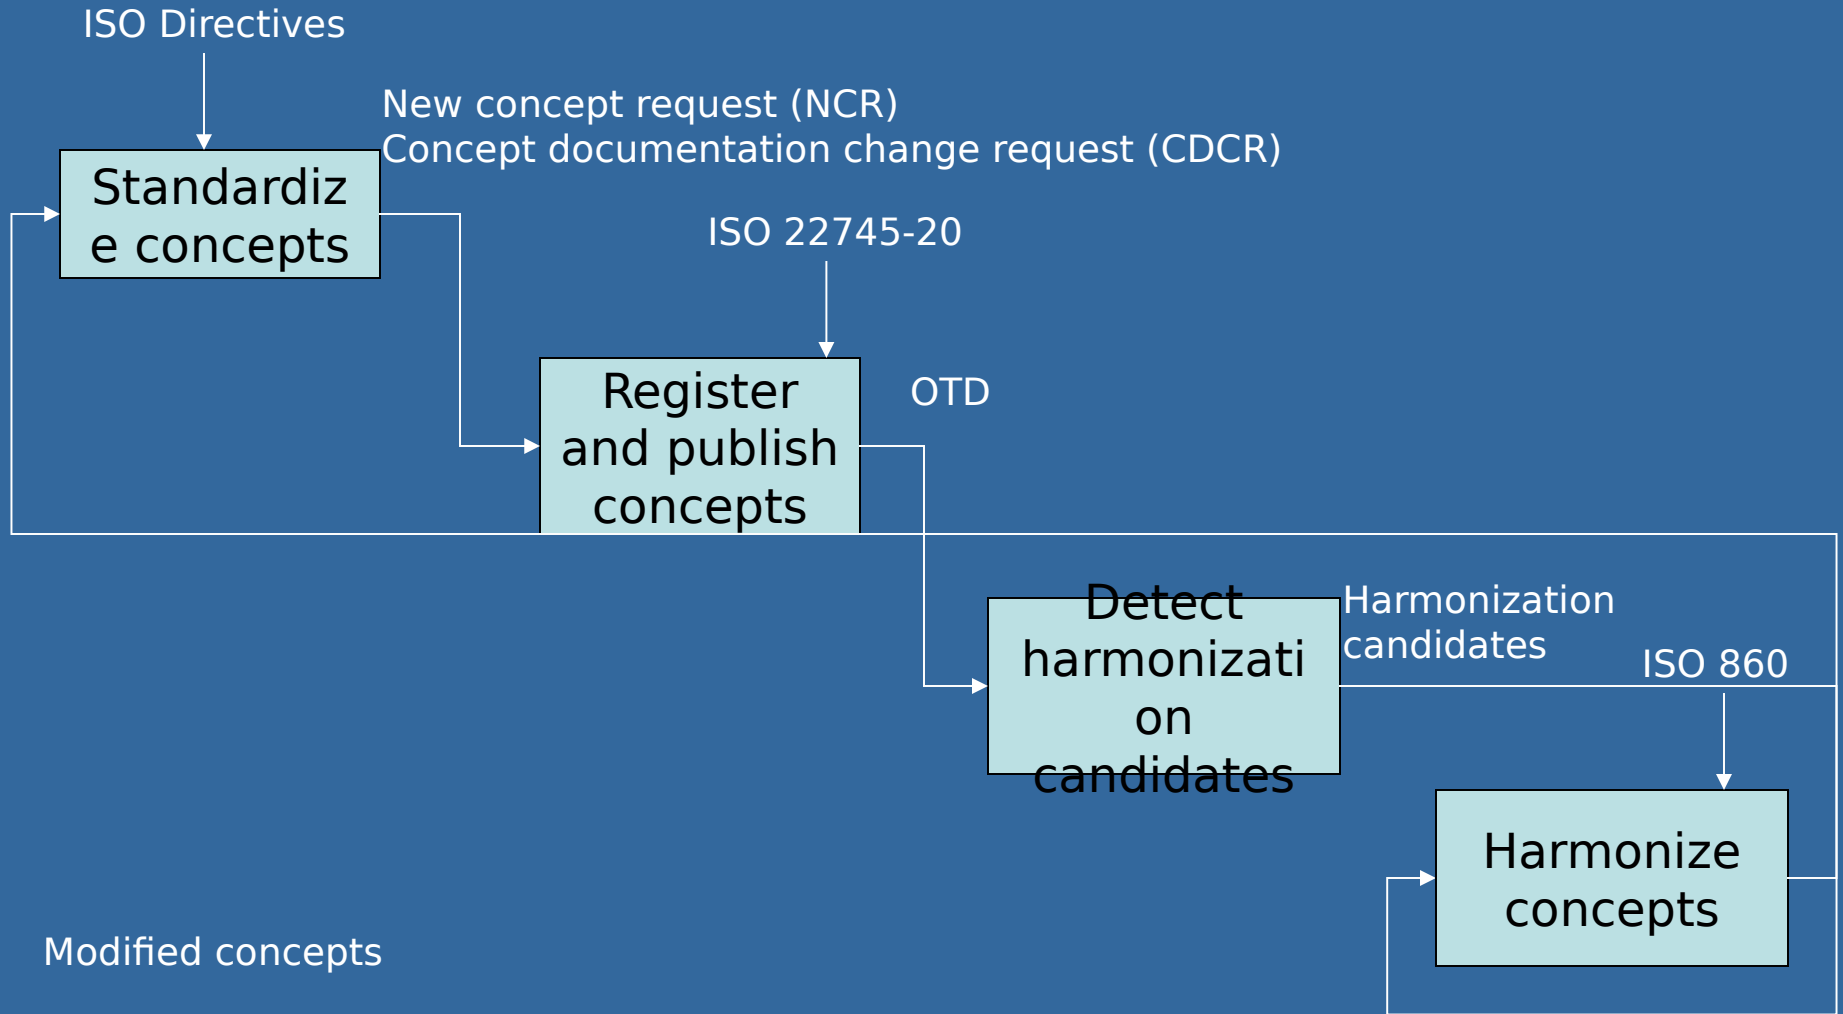 ISO Directives
New concept request (NCR)
Concept documentation change request (CDCR)
Standardiz
e concepts
ISO 22745-20
Register
and publish
concepts
OTD
Detect
harmonizati
on
candidates
Harmonization
candidates
ISO 860
Harmonize
concepts
Modified concepts